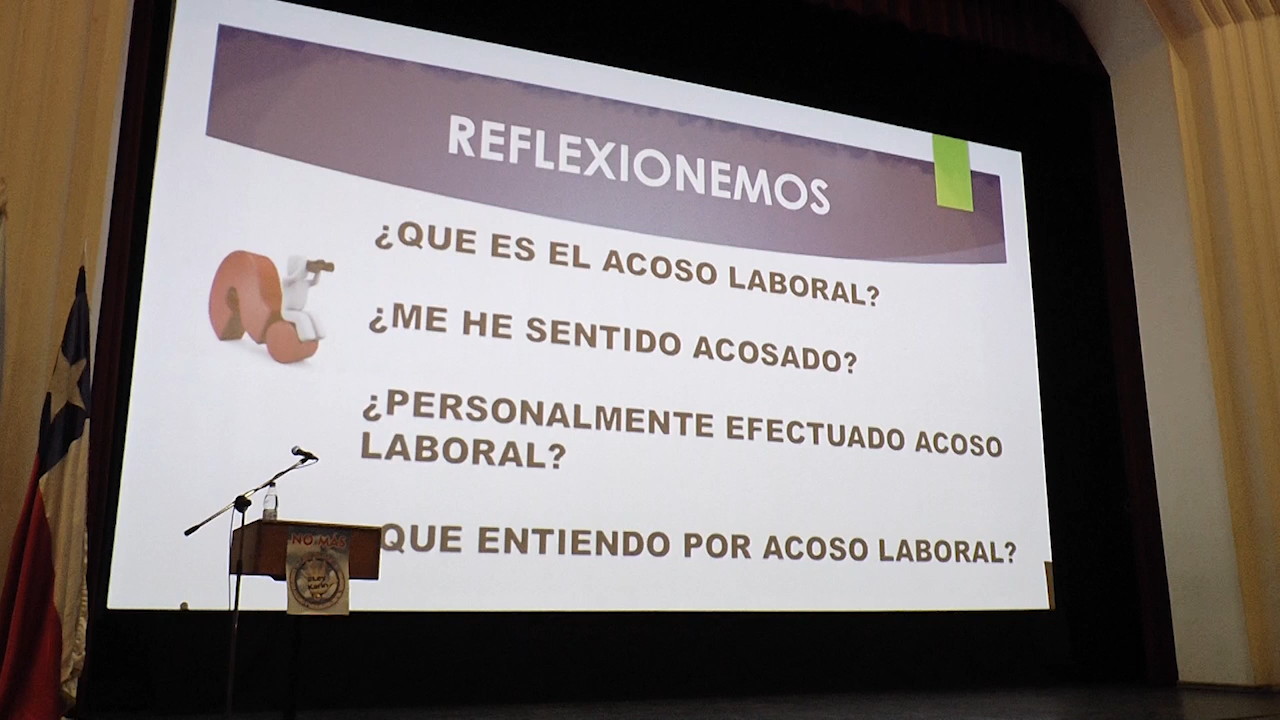 REFLEXIONEMOS
¿QUE ES EL ACOSO LABORAL?
¿ME HE SENTIDO ACOSADO?
¿PERSONALMENTE EFECTUADO ACOSO
LABORAL?
QUE ENTIENDO POR ACOSO LABORAL?
NO MÁS